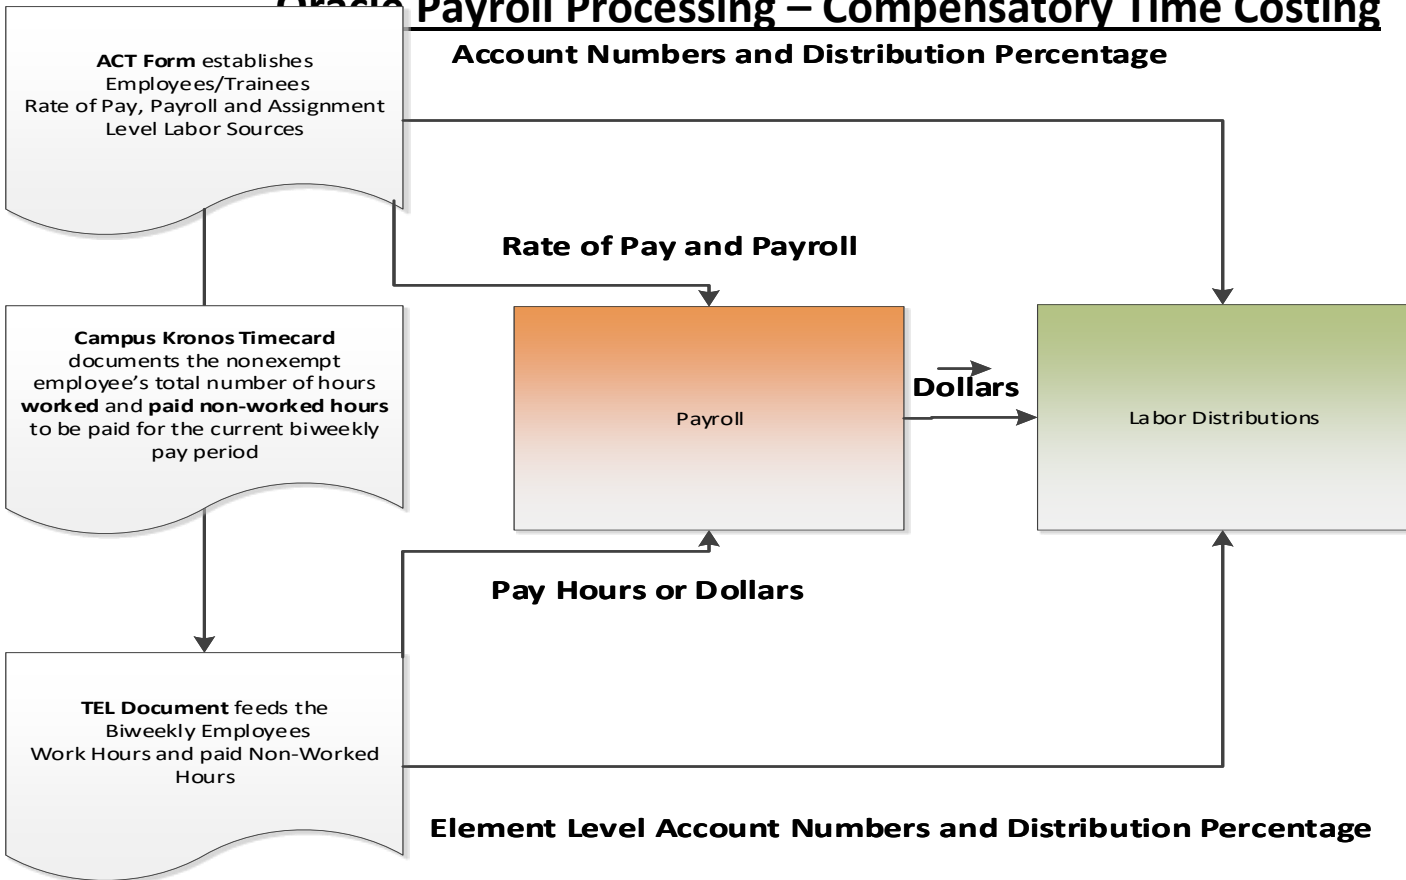 Oracle Payroll Processing – Compensatory Time Costing
ACT Form establishes
Employees/Trainees
Rate of Pay, Payroll and Assignment
Level Labor Sources
Account Numbers and Distribution Percentage
Rate of Pay and Payroll
Campus Kronos Timecard
documents the nonexempt
employee’s total number of hours
worked and paid non-worked hours
to be paid for the current biweekly
pay period
Payroll
Dollars
Labor Distributions
Pay Hours or Dollars
TEL Document feeds the
Biweekly Employees
Work Hours and paid Non-Worked
Hours
Element Level Account Numbers and Distribution Percentage